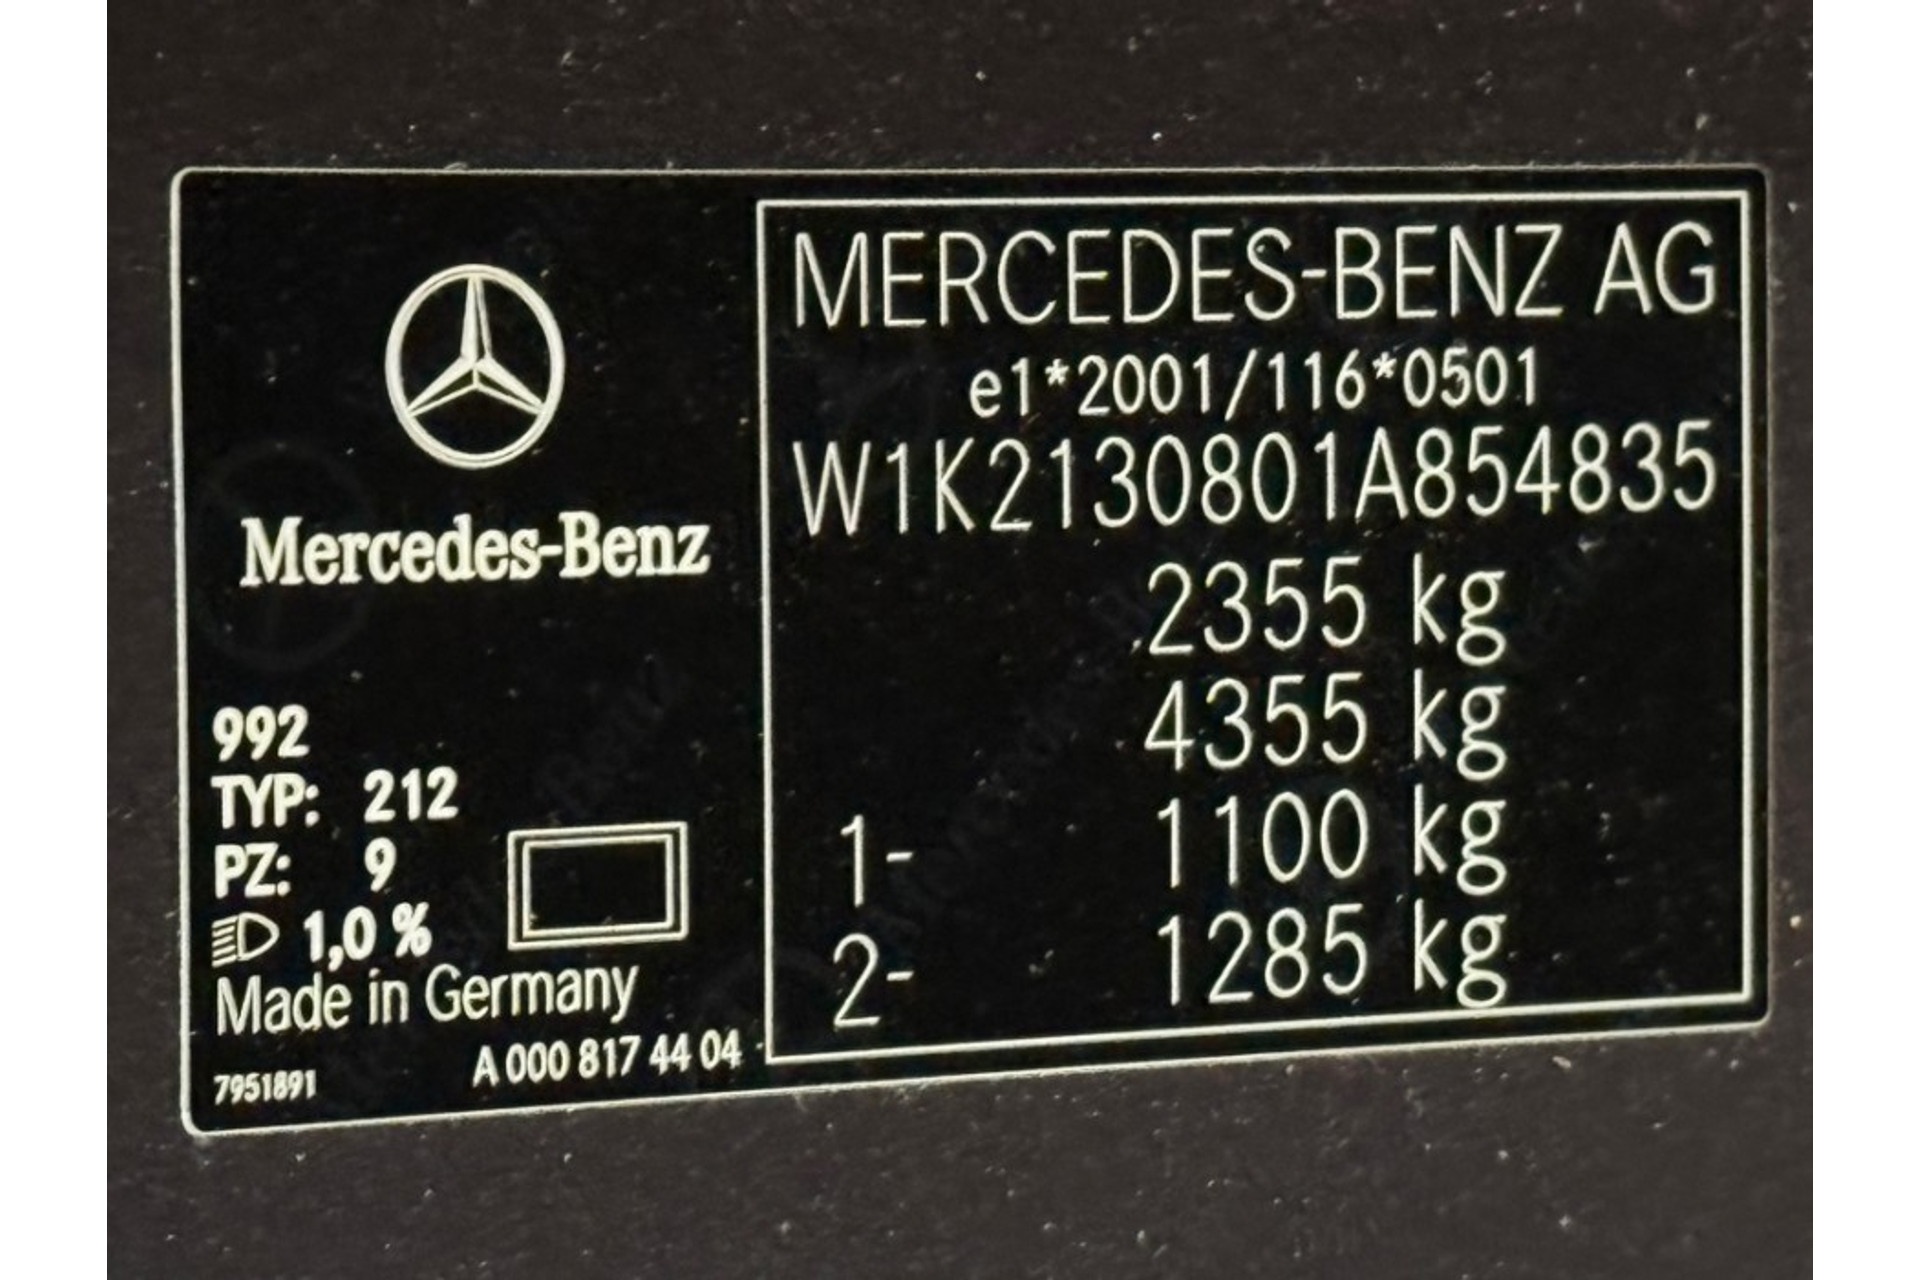 Mercedes-Benz
992
TYP: 212
PZ: 9
1,0 %
Made in Germany
7951891
A 000 817 44 04
MERCEDES-BENZ AG
e1*2001/116*0501
W1K2130801A854835
2355 kg
4355 kg
1- 1100 kg
2- 1285 kg